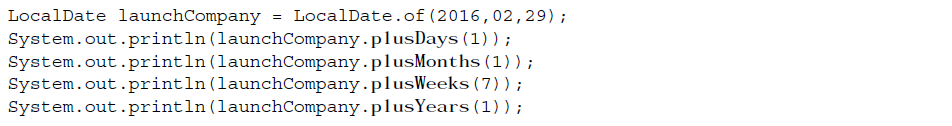 LocalDate launchCompany = LocalDate.of(2016,02,29);
System.out.println(launchCompany.plusDays(1));
System.out.println(launchCompany.plusMonths(1));
System.out.println(launchCompany.plusWeeks(7));
System.out.println(launchCompany.plusYears(1));